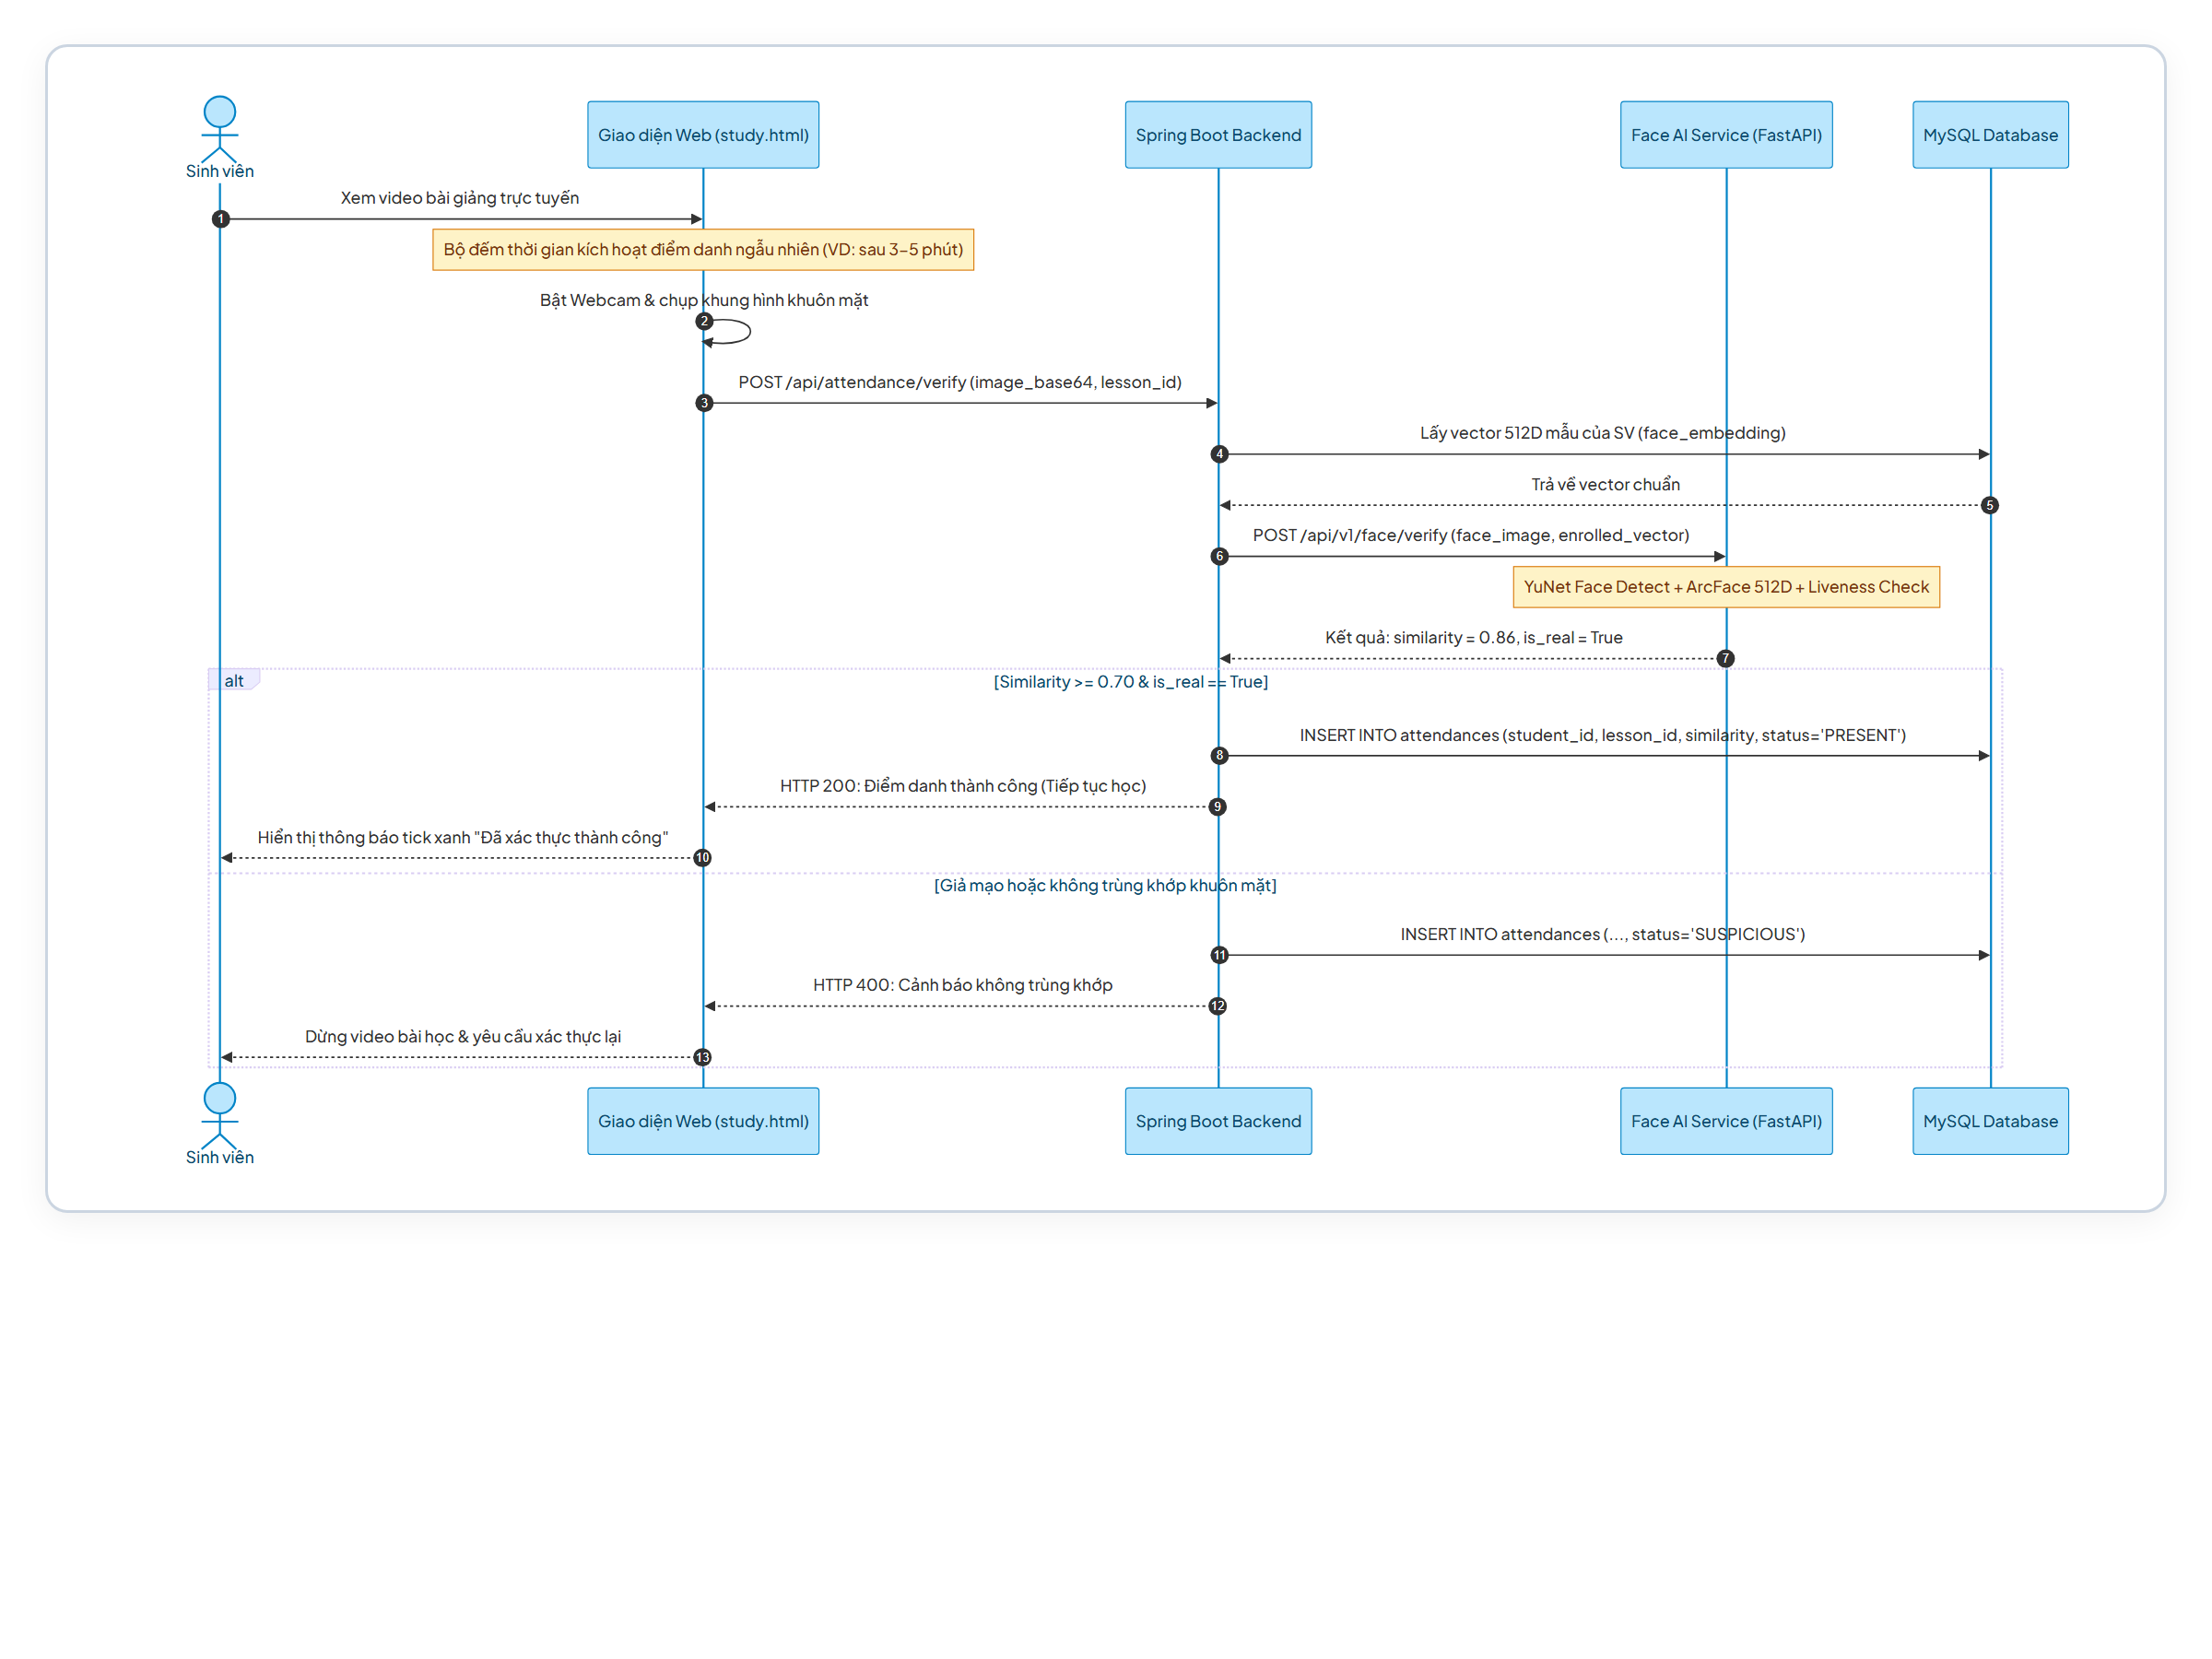 Sinh viên
Giao diện Web (study.html)
Spring Boot Backend
Face AI Service (FastAPI)
MySQL Database
Xem video bài giảng trực tuyến
1
Bộ đếm thời gian kích hoạt điểm danh ngẫu nhiên (VD: sau 3-5 phút)
Bật Webcam & chụp khung hình khuôn mặt
2
POST /api/attendance/verify (image_base64, lesson_id)
3
Lấy vector 512D mẫu của SV (face_embedding)
4
Trả về vector chuẩn
5
POST /api/v1/face/verify (face_image, enrolled_vector)
6
YuNet Face Detect + ArcFace 512D + Liveness Check
Kết quả: similarity = 0.86, is_real = True
7
alt
[Similarity >= 0.70 & is_real == True]
INSERT INTO attendances (student_id, lesson_id, similarity, status='PRESENT')
8
HTTP 200: Điểm danh thành công (Tiếp tục học)
9
Hiển thị thông báo tick xanh "Đã xác thực thành công"
10
[Giả mạo hoặc không trùng khớp khuôn mặt]
INSERT INTO attendances (..., status='SUSPICIOUS')
11
HTTP 400: Cảnh báo không trùng khớp
12
Dừng video bài học & yêu cầu xác thực lại
13
Sinh viên
Giao diện Web (study.html)
Spring Boot Backend
Face AI Service (FastAPI)
MySQL Database